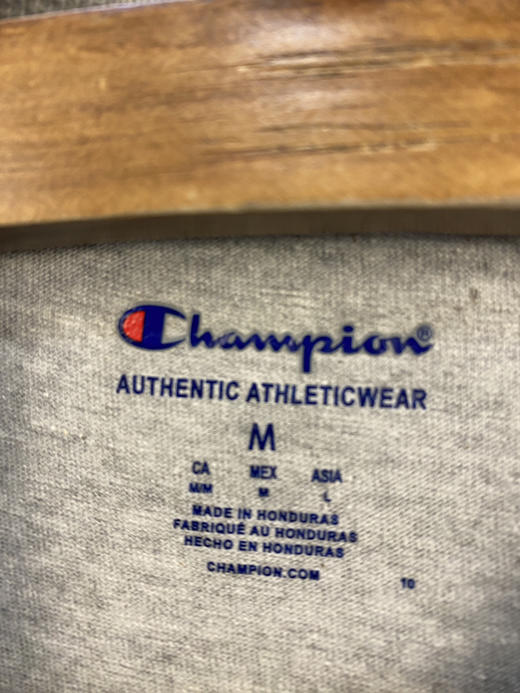 Champion®
AUTHENTIC ATHLETICWEAR
M
CA MEX ASIA
M/M M L
MADE IN HONDURAS
FABRIQUÉ AU HONDURAS
HECHO EN HONDURAS
CHAMPION.COM 10